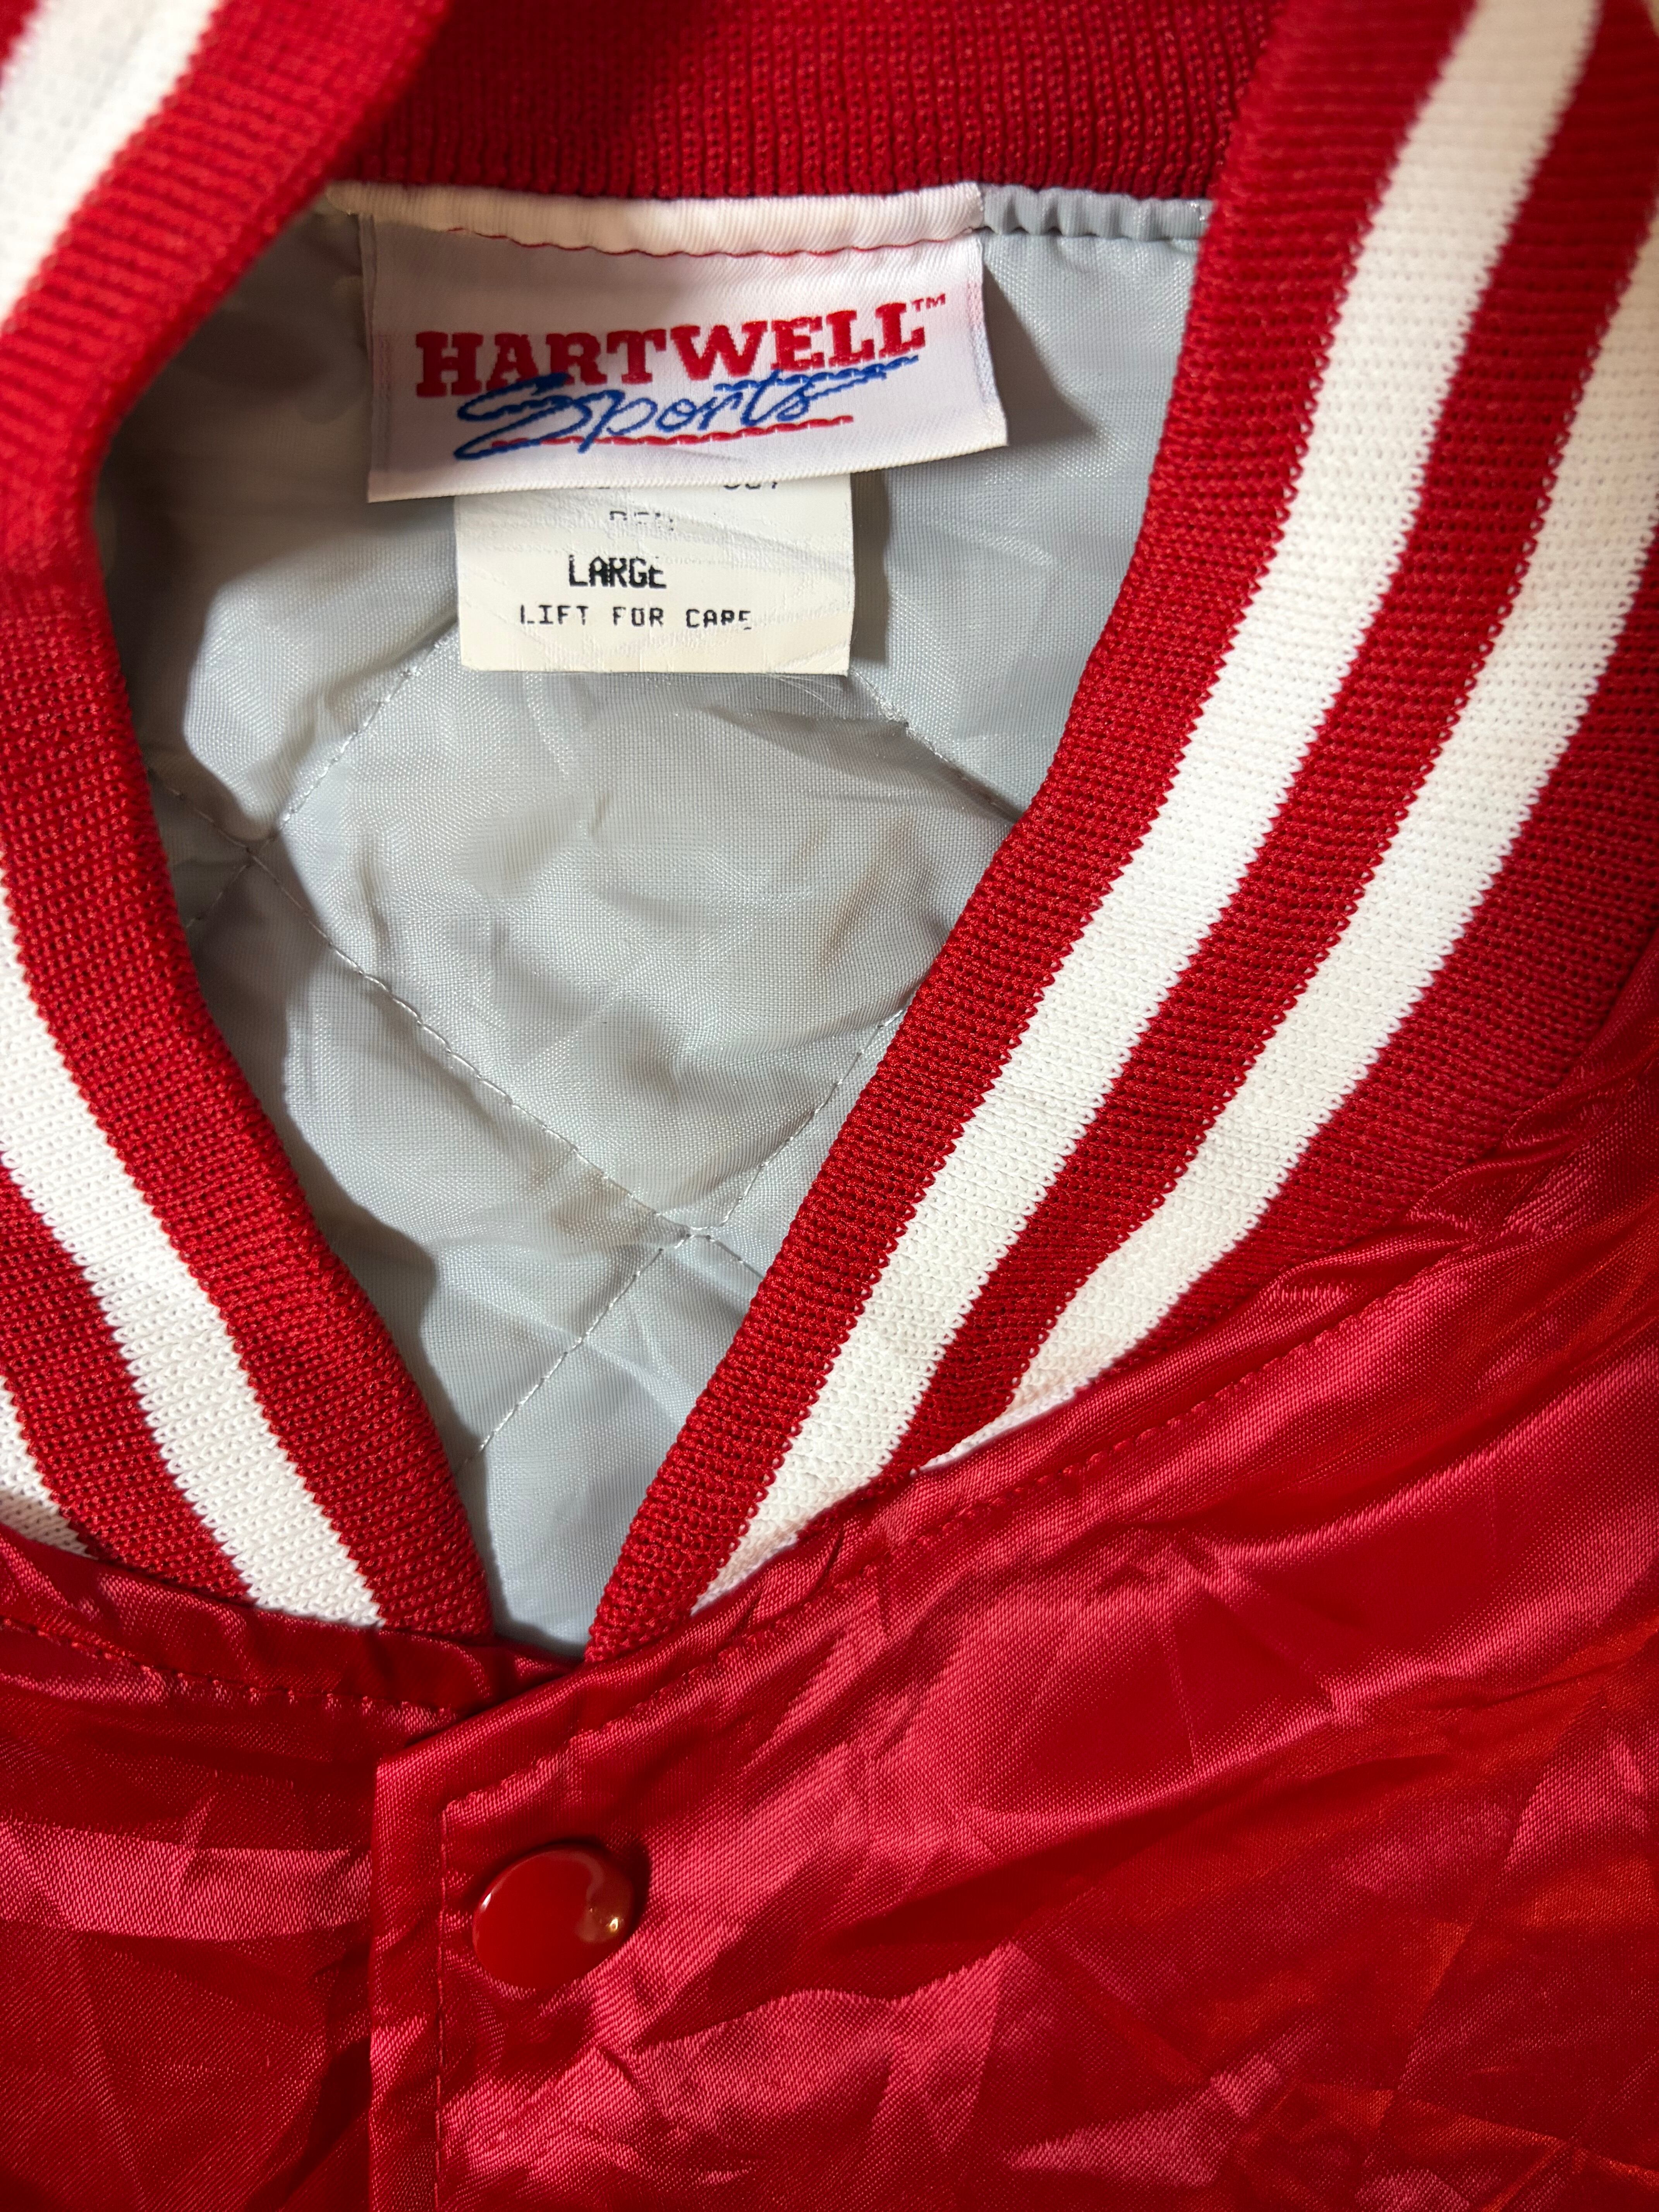 HARTWELL™
Sports
LARGE
LIFT FOR CARE